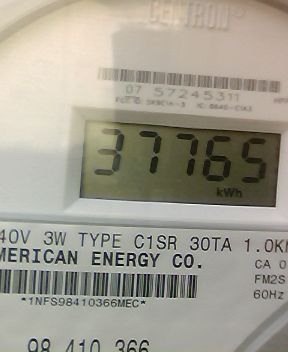 CENTRON
07 57245311
37765
kWh
40V 3W TYPE C1SR 30TA 1.0K
MERICAN ENERGY CO.
CA 0
FM2S
*1NFS98410366MEC*
60Hz
98 410 366